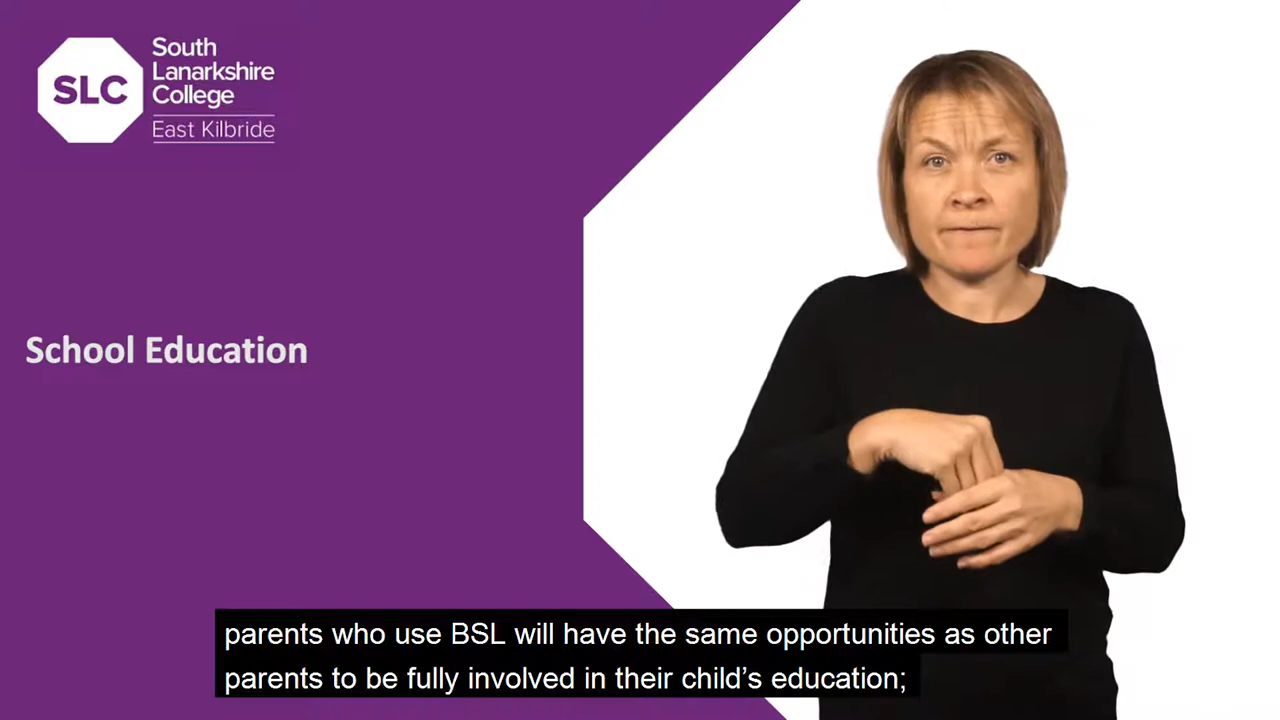 SLC
South
Lanarkshire
College
East Kilbride
School Education
parents who use BSL will have the same opportunities as other
parents to be fully involved in their child’s education;